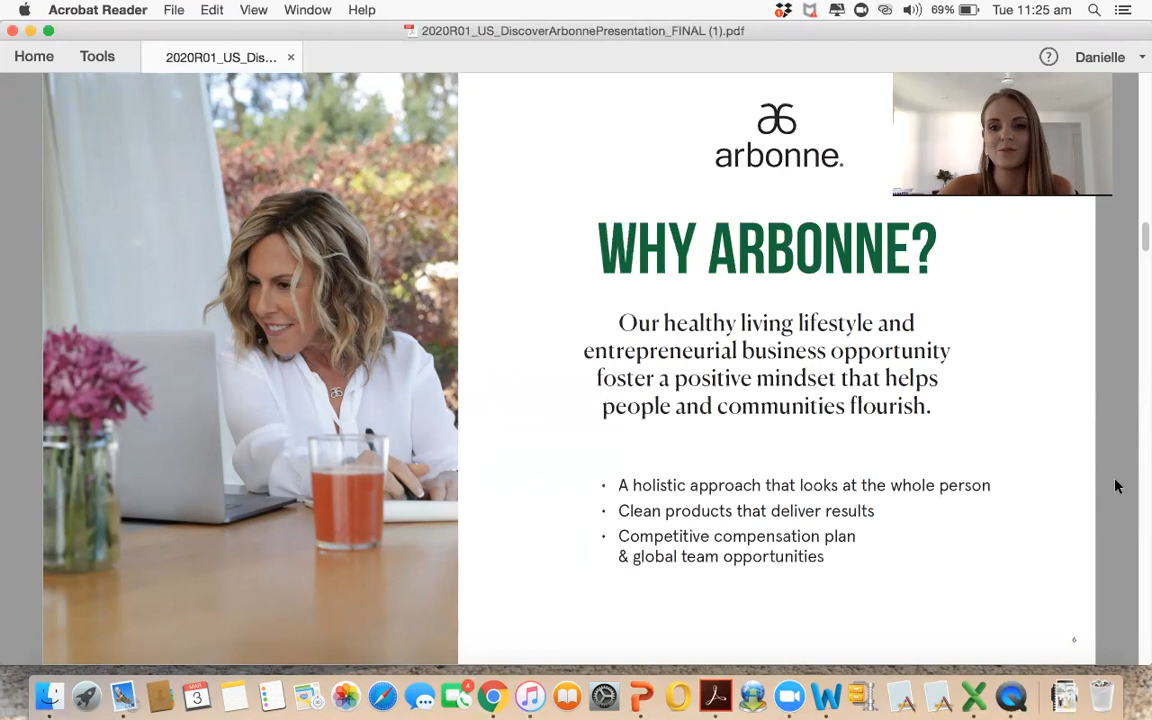 Acrobat Reader File Edit View Window Help
69% Tue 11:25 am
2020R01_US_DiscoverArbonnePresentation_FINAL (1).pdf
Home Tools 2020R01_US_Dis... × ? Danielle
arbonne.
WHY ARBONNE?
Our healthy living lifestyle and
entrepreneurial business opportunity
foster a positive mindset that helps
people and communities flourish.
· A holistic approach that looks at the whole person
· Clean products that deliver results
· Competitive compensation plan
& global team opportunities
6
MAR
3
4